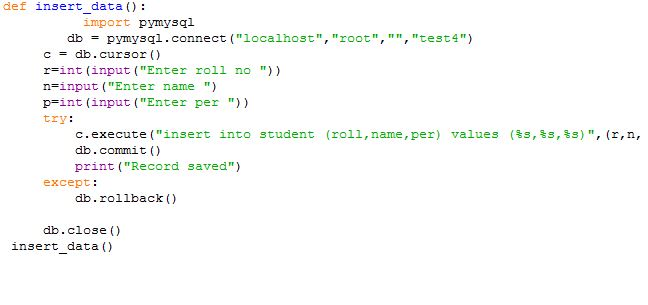 def insert_data():
import pymysql
db = pymysql.connect("localhost","root","","test4")
c = db.cursor()
r=int(input("Enter roll no "))
n=input("Enter name ")
p=int(input("Enter per "))
try:
c.execute("insert into student (roll,name,per) values (%s,%s,%s)",(r,n,
db.commit()
print("Record saved")
except:
db.rollback()
db.close()
insert_data()